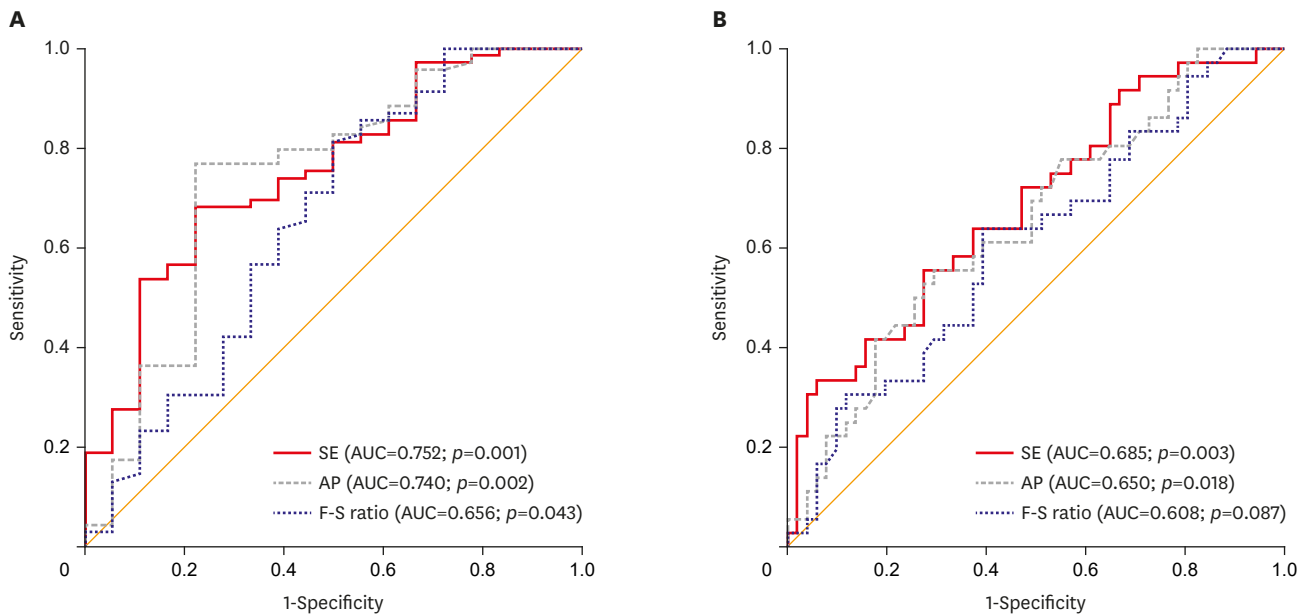 A
1.0
0.8
0.6
0.4
0.2
0
0.2
0.4
0.6
0.8
1.0
Sensitivity
1-Specificity
SE (AUC=0.752; p=0.001)
AP (AUC=0.740; p=0.002)
F-S ratio (AUC=0.656; p=0.043)
B
1.0
0.8
0.6
0.4
0.2
0
0.2
0.4
0.6
0.8
1.0
Sensitivity
1-Specificity
SE (AUC=0.685; p=0.003)
AP (AUC=0.650; p=0.018)
F-S ratio (AUC=0.608; p=0.087)